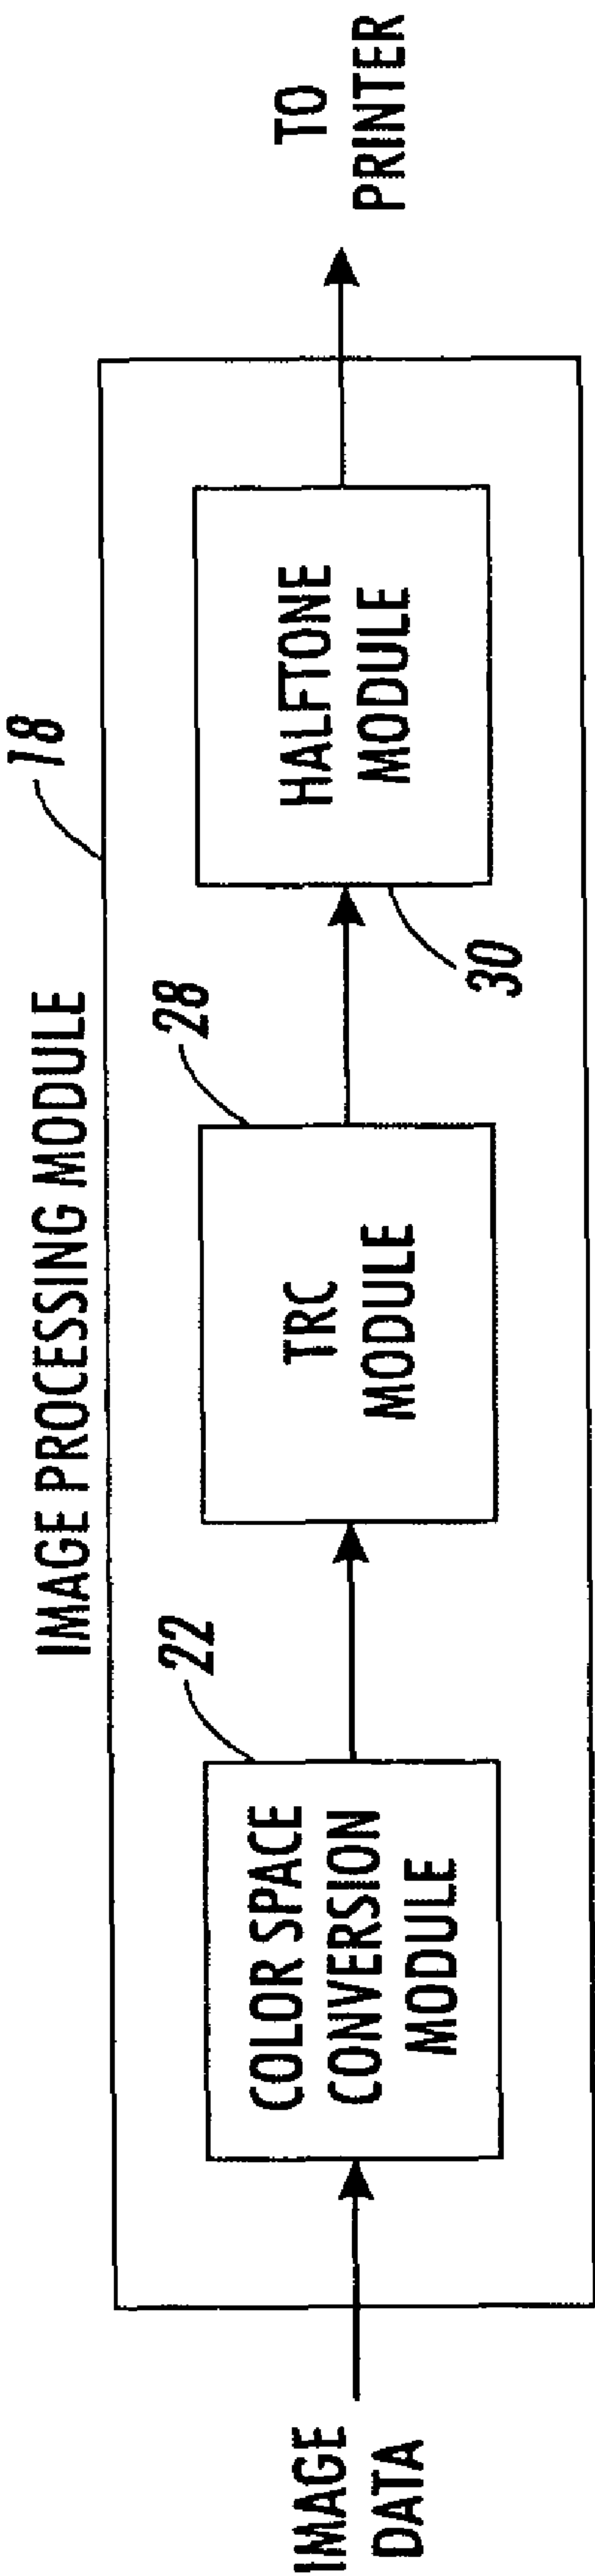 IMAGE PROCESSING MODULE
18
IMAGE
DATA
22
COLOR SPACE
CONVERSION
MODULE
28
TRC
MODULE
30
HALFTONE
MODULE
TO
PRINTER